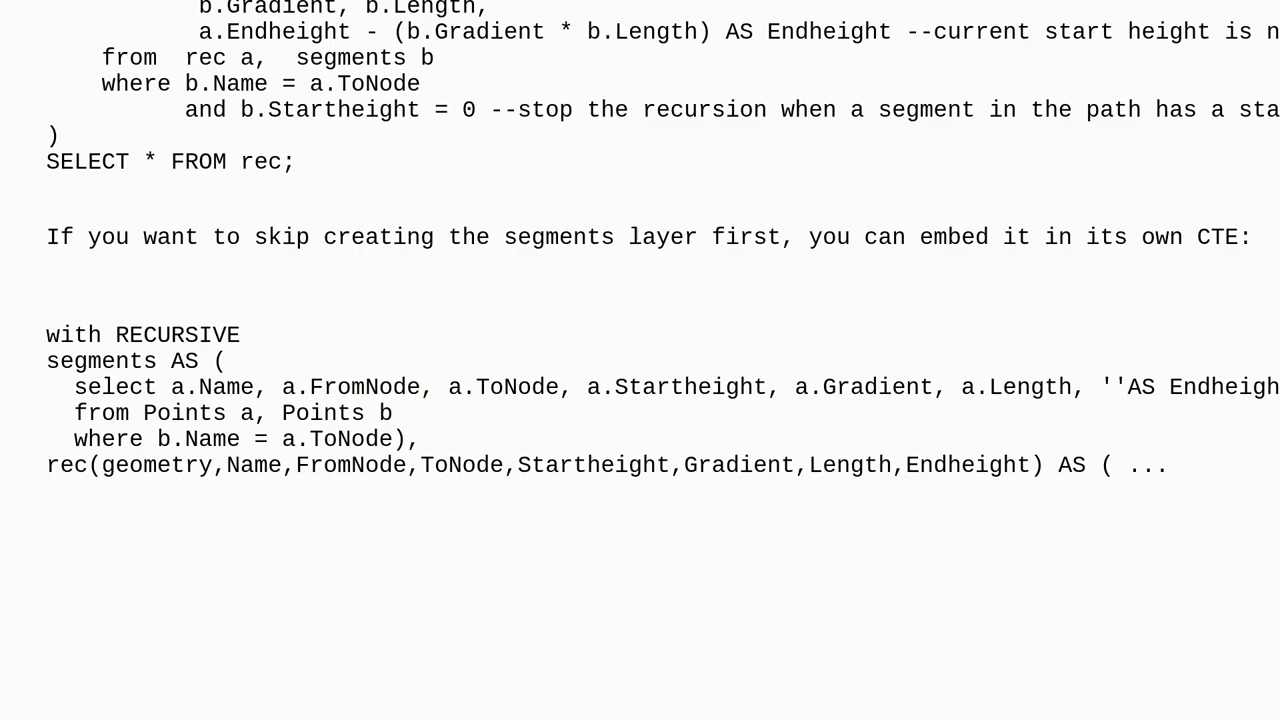 b.Gradient, b.Length,
a.Endheight - (b.Gradient * b.Length) AS Endheight --current start height is
from  rec a,  segments b
where b.Name = a.ToNode
and b.Startheight = 0 --stop the recursion when a segment in the path has a
)
SELECT * FROM rec;
If you want to skip creating the segments layer first, you can embed it in its own CTE:
with RECURSIVE
segments AS (
select a.Name, a.FromNode, a.ToNode, a.Startheight, a.Gradient, a.Length, ''AS Endheigh
from Points a, Points b
where b.Name = a.ToNode),
rec(geometry,Name,FromNode,ToNode,Startheight,Gradient,Length,Endheight) AS ( ...